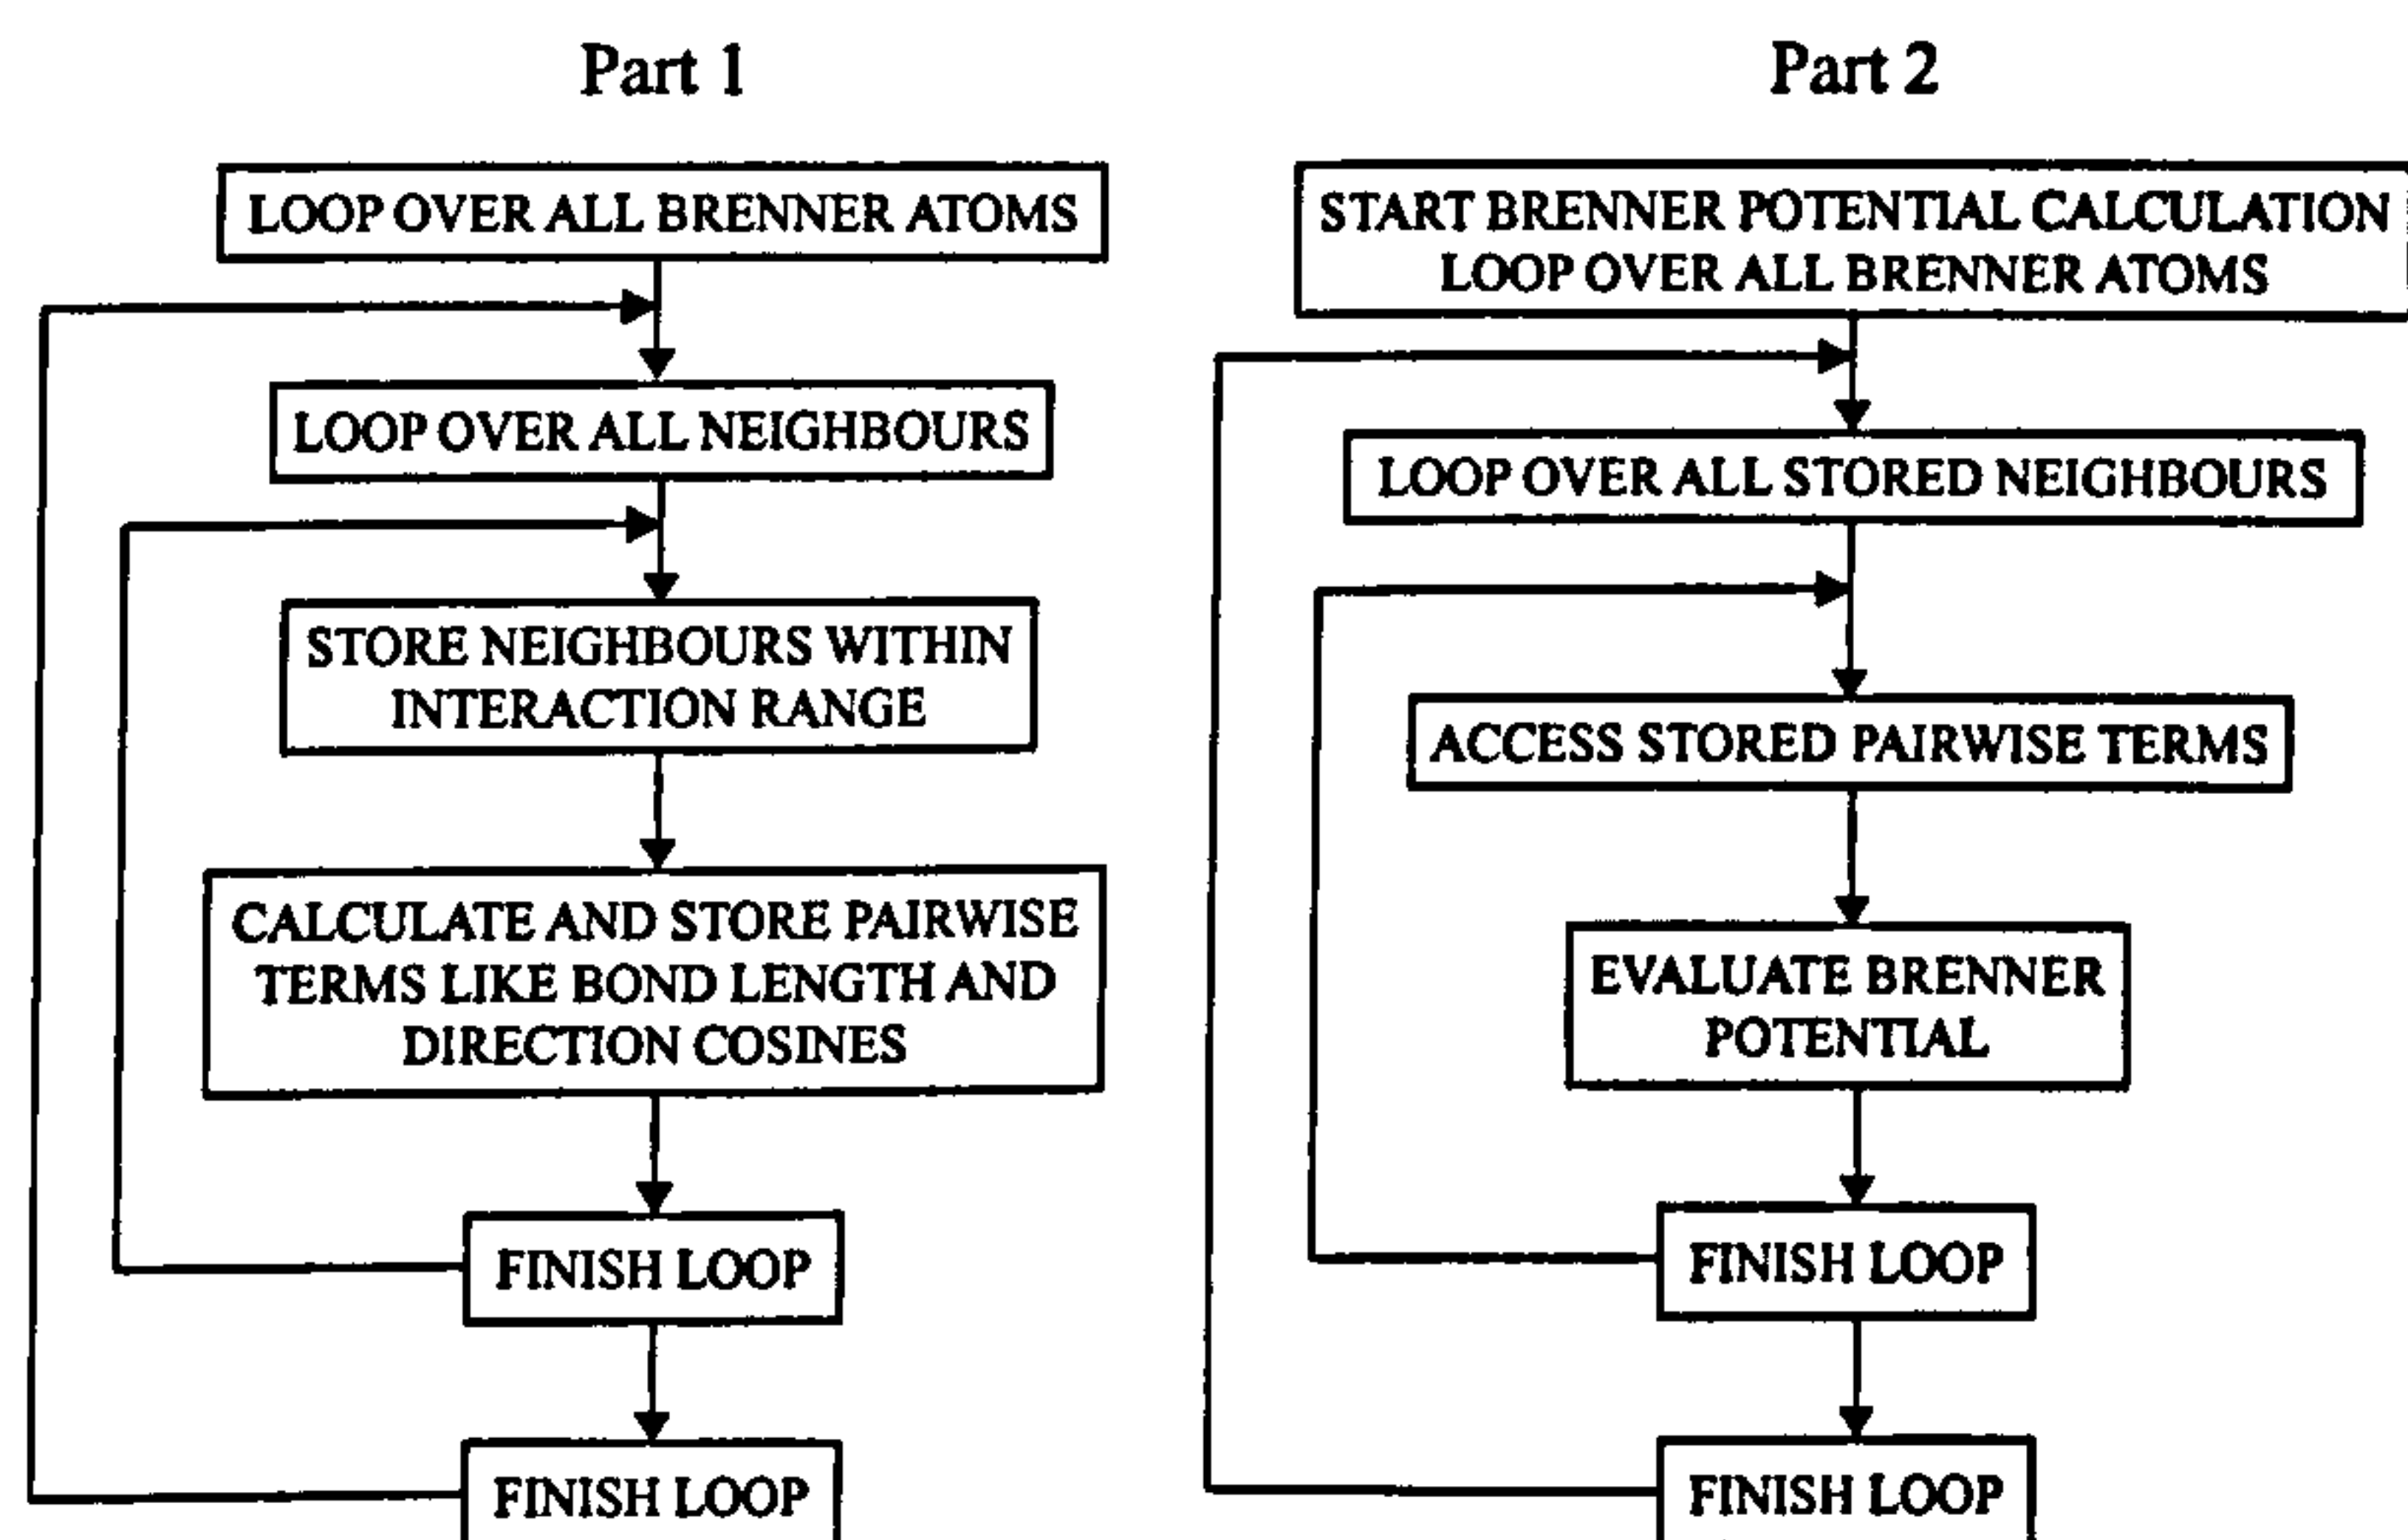 Part 1
LOOP OVER ALL BRENNER ATOMS
LOOP OVER ALL NEIGHBOURS
STORE NEIGHBOURS WITHIN
INTERACTION RANGE
CALCULATE AND STORE PAIRWISE
TERMS LIKE BOND LENGTH AND
DIRECTION COSINES
FINISH LOOP
FINISH LOOP
Part 2
START BRENNER POTENTIAL CALCULATION
LOOP OVER ALL BRENNER ATOMS
LOOP OVER ALL STORED NEIGHBOURS
ACCESS STORED PAIRWISE TERMS
EVALUATE BRENNER
POTENTIAL
FINISH LOOP
FINISH LOOP